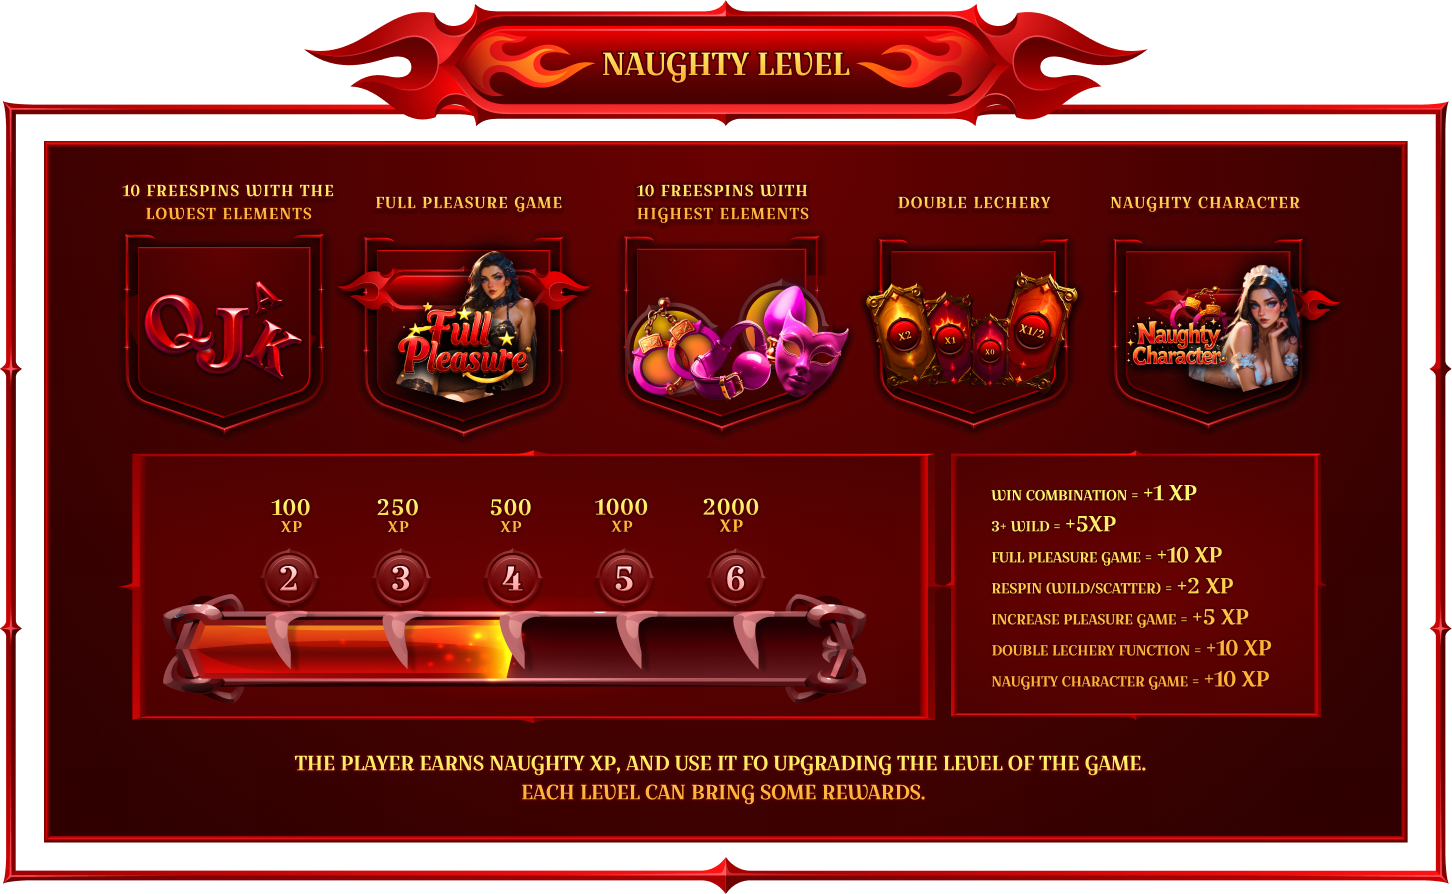 NAUGHTY LEVEL
10 FREESPINS WITH THE
LOWEST ELEMENTS
FULL PLEASURE GAME
10 FREESPINS WITH
HIGHEST ELEMENTS
DOUBLE LECHERY
NAUGHTY CHARACTER
Q J K A
Full
Pleasure
X2
X1
X0
X1/2
Naughty
Character
100
XP
250
XP
500
XP
1000
XP
2000
XP
2
3
4
5
6
WIN COMBINATION = +1 XP
3+ WILD = +5XP
FULL PLEASURE GAME = +10 XP
RESPIN (WILD/SCATTER) = +2 XP
INCREASE PLEASURE GAME = +5 XP
DOUBLE LECHERY FUNCTION = +10 XP
NAUGHTY CHARACTER GAME = +10 XP
THE PLAYER EARNS NAUGHTY XP, AND USE IT FO UPGRADING THE LEVEL OF THE GAME.
EACH LEVEL CAN BRING SOME REWARDS.